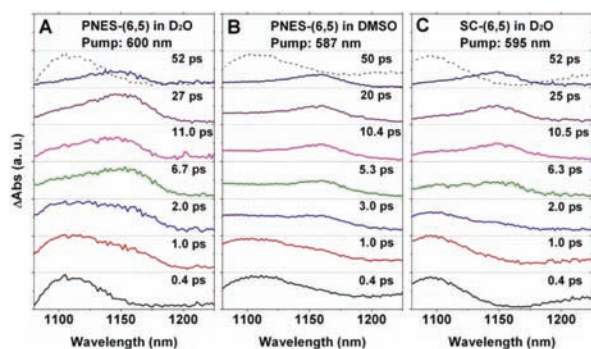 A PNES-(6,5) in D₂O
Pump: 600 nm
52 ps
27 ps
11.0 ps
6.7 ps
2.0 ps
1.0 ps
0.4 ps
B PNES-(6,5) in DMSO
Pump: 587 nm
50 ps
20 ps
10.4 ps
5.3 ps
3.0 ps
1.0 ps
0.4 ps
C SC-(6,5) in D₂O
Pump: 595 nm
52 ps
25 ps
10.5 ps
6.3 ps
2.0 ps
1.0 ps
0.4 ps
ΔAbs (a. u.)
1100 1150 1200
1100 1150 1200
1100 1150 1200
Wavelength (nm)
Wavelength (nm)
Wavelength (nm)